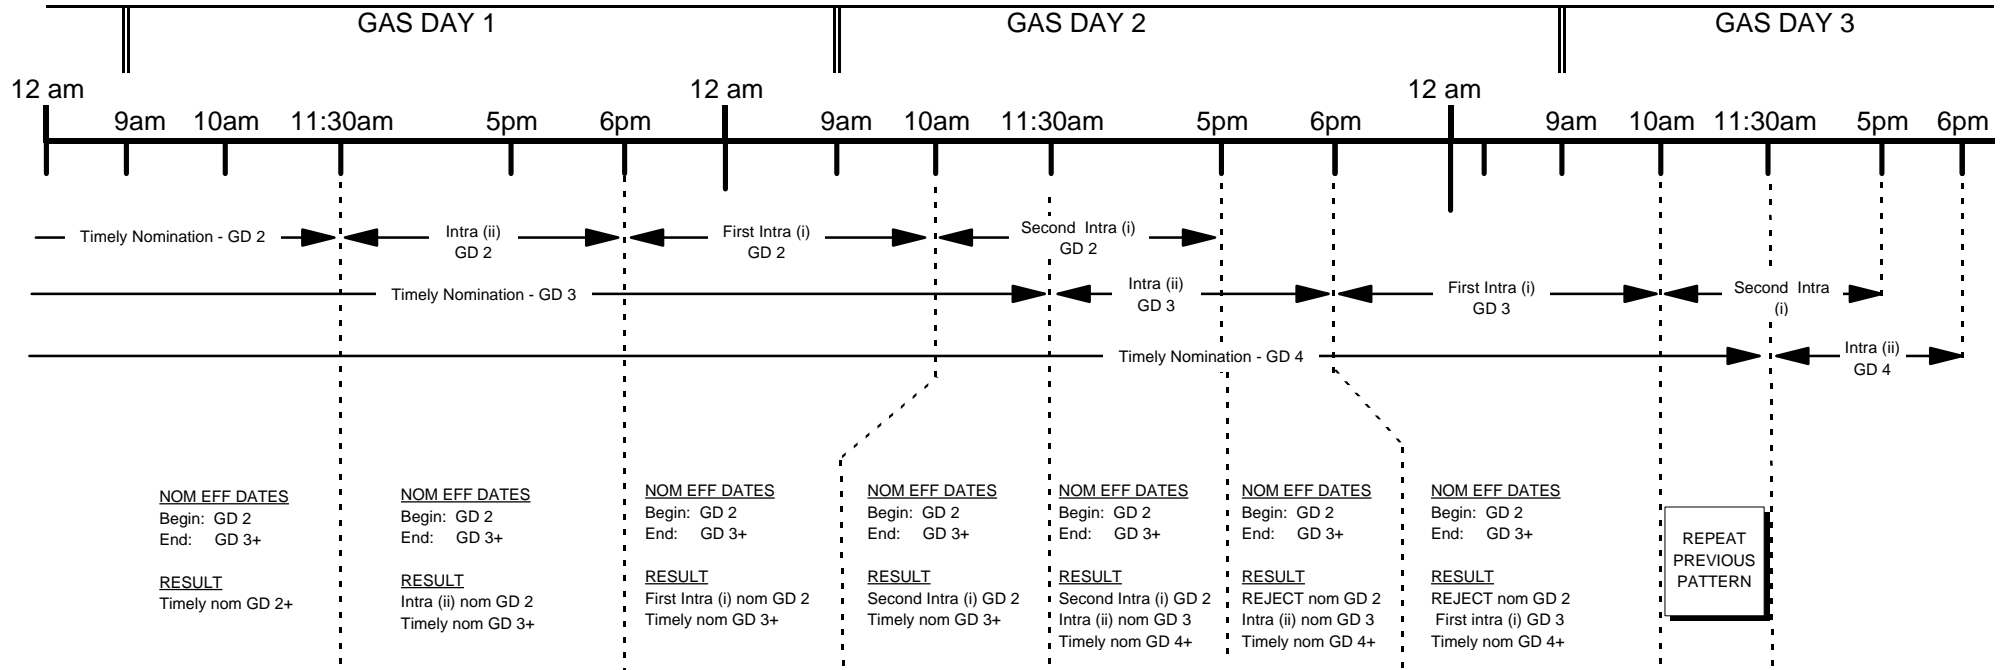 GAS DAY 1
GAS DAY 2
GAS DAY 3
12 am
12 am
12 am
9am
10am
11:30am
5pm
6pm
9am
10am
11:30am
5pm
6pm
9am
10am
11:30am
5pm
6pm
Timely Nomination - GD 2
Intra (ii)
GD 2
First Intra (i)
GD 2
Second Intra (i)
GD 2
Timely Nomination - GD 3
Intra (ii)
GD 3
First Intra (i)
GD 3
Second Intra
(i)
Timely Nomination - GD 4
Intra (ii)
GD 4
NOM EFF DATES
Begin: GD 2
End: GD 3+
RESULT
Timely nom GD 2+
NOM EFF DATES
Begin: GD 2
End: GD 3+
RESULT
Intra (ii) nom GD 2
Timely nom GD 3+
NOM EFF DATES
Begin: GD 2
End: GD 3+
RESULT
First Intra (i) nom GD 2
Timely nom GD 3+
NOM EFF DATES
Begin: GD 2
End: GD 3+
RESULT
Second Intra (i) GD 2
Timely nom GD 3+
NOM EFF DATES
Begin: GD 2
End: GD 3+
RESULT
Second Intra (i) GD 2
Intra (ii) nom GD 3
Timely nom GD 4+
NOM EFF DATES
Begin: GD 2
End: GD 3+
RESULT
REJECT nom GD 2
Intra (ii) nom GD 3
Timely nom GD 4+
NOM EFF DATES
Begin: GD 2
End: GD 3+
RESULT
REJECT nom GD 2
First intra (i) GD 3
Timely nom GD 4+
REPEAT
PREVIOUS
PATTERN